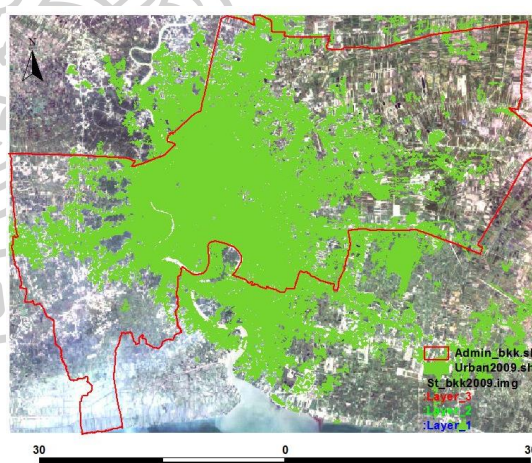 N
Admin_bkk.sh
Urban2009.sh
St_bkk2009.img
Layer_3
Layer_2
Layer_1
30 0 30